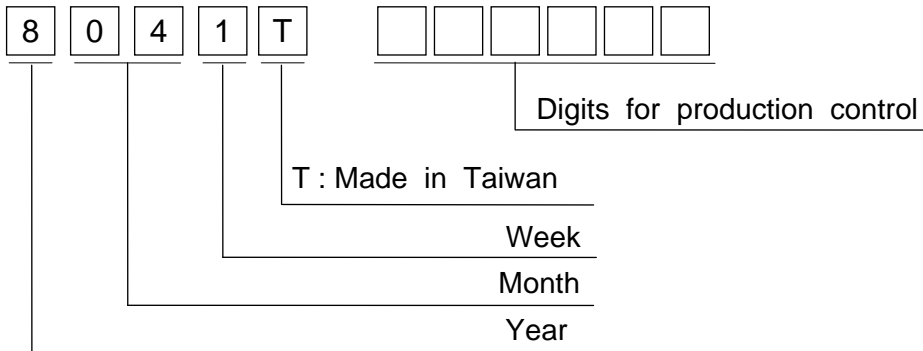 8 0 4 1 T
Digits for production control
T : Made in Taiwan
Week
Month
Year